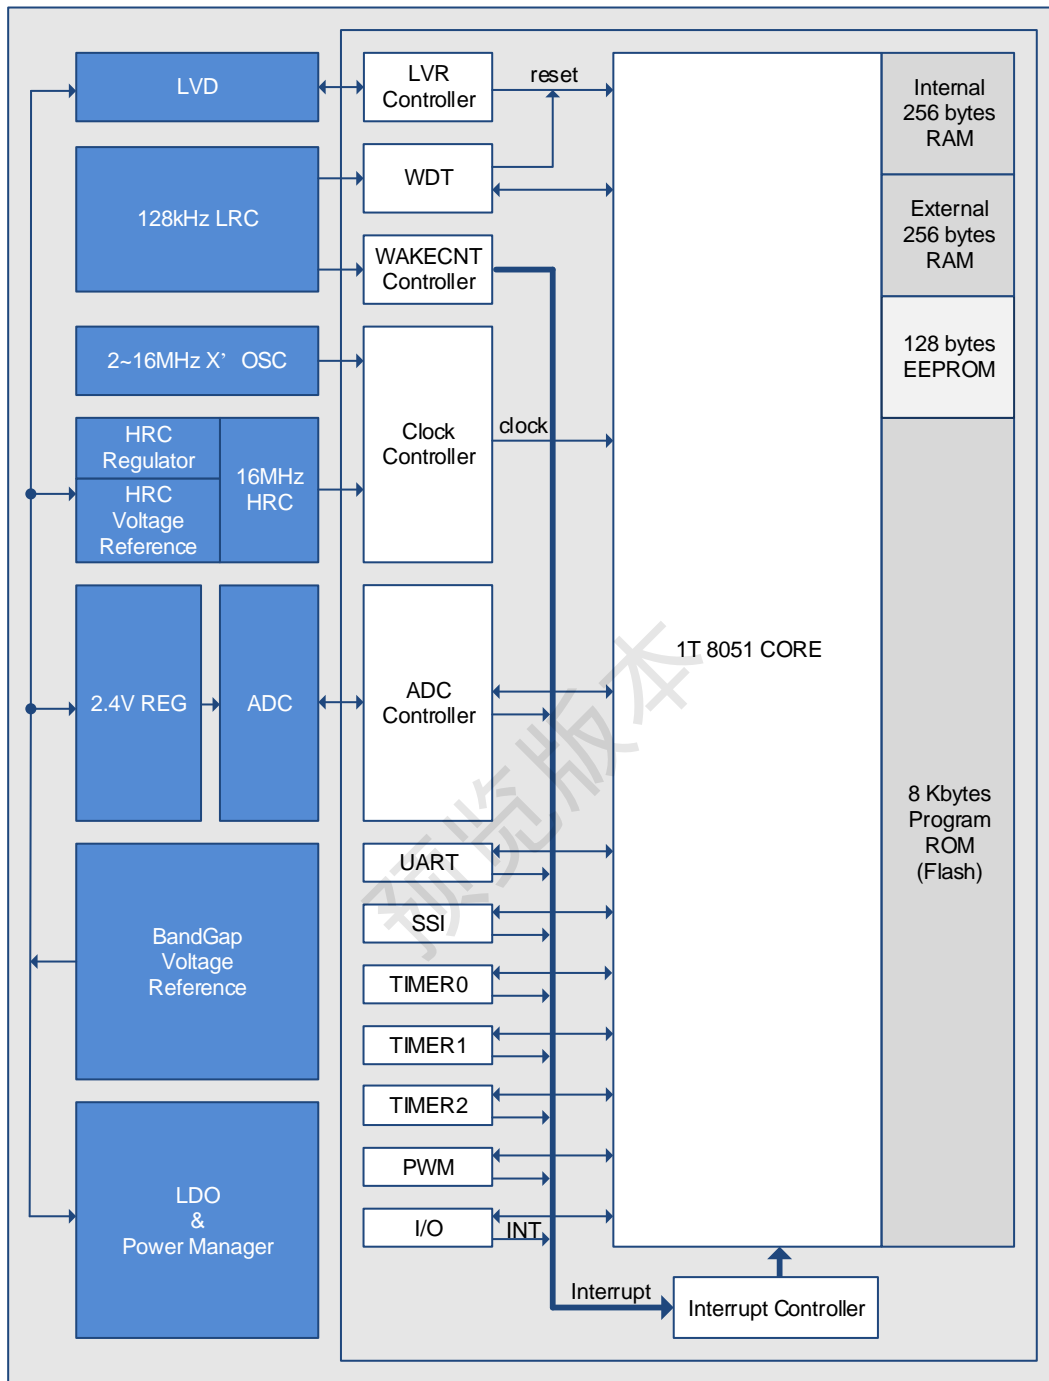 LVD
LVR
Controller
reset
Internal
256 bytes
RAM
128kHz LRC
WDT
External
256 bytes
RAM
WAKECNT
Controller
2~16MHz X’ OSC
128 bytes
EEPROM
HRC
Regulator
HRC
Voltage
Reference
16MHz
HRC
Clock
Controller
clock
2.4V REG
ADC
ADC
Controller
1T 8051 CORE
8 Kbytes
Program
ROM
(Flash)
预览版本
BandGap
Voltage
Reference
UART
SSI
TIMER0
TIMER1
TIMER2
PWM
I/O
INT
LDO
&
Power Manager
Interrupt
Interrupt Controller